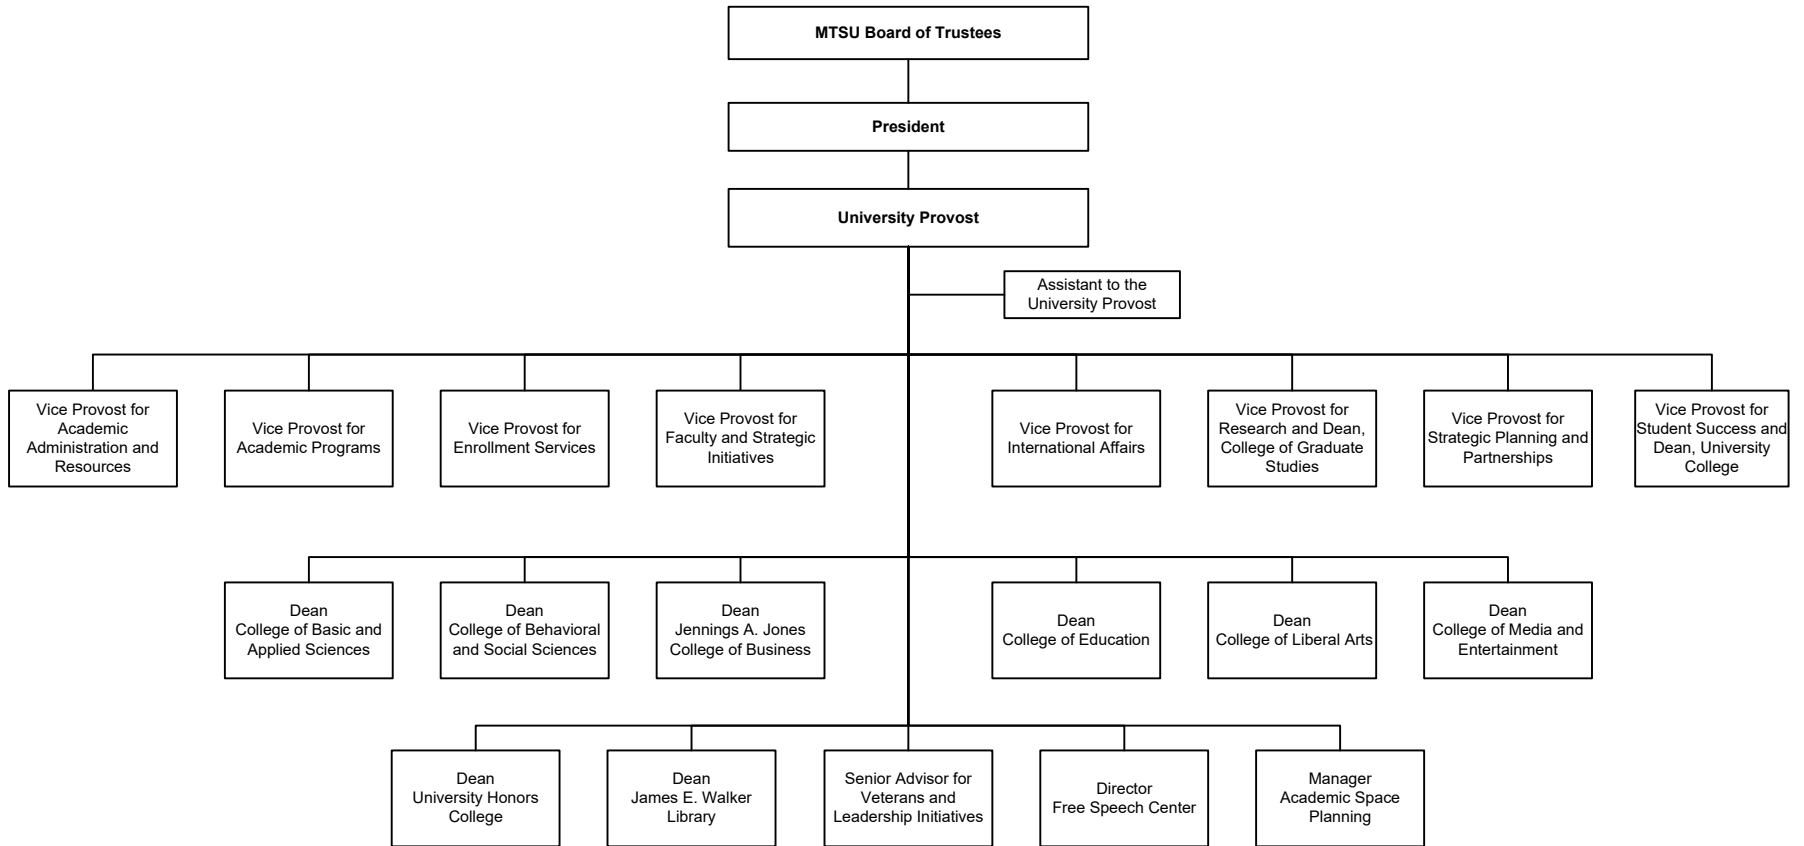 MTSU Board of Trustees
President
University Provost
Assistant to the
University Provost
Vice Provost for
Academic
Administration and
Resources
Vice Provost for
Academic Programs
Vice Provost for
Enrollment Services
Vice Provost for
Faculty and Strategic
Initiatives
Vice Provost for
International Affairs
Vice Provost for
Research and Dean,
College of Graduate
Studies
Vice Provost for
Strategic Planning and
Partnerships
Vice Provost for
Student Success and
Dean, University
College
Dean
College of Basic and
Applied Sciences
Dean
College of Behavioral
and Social Sciences
Dean
Jennings A. Jones
College of Business
Dean
College of Education
Dean
College of Liberal Arts
Dean
College of Media and
Entertainment
Dean
University Honors
College
Dean
James E. Walker
Library
Senior Advisor for
Veterans and
Leadership Initiatives
Director
Free Speech Center
Manager
Academic Space
Planning